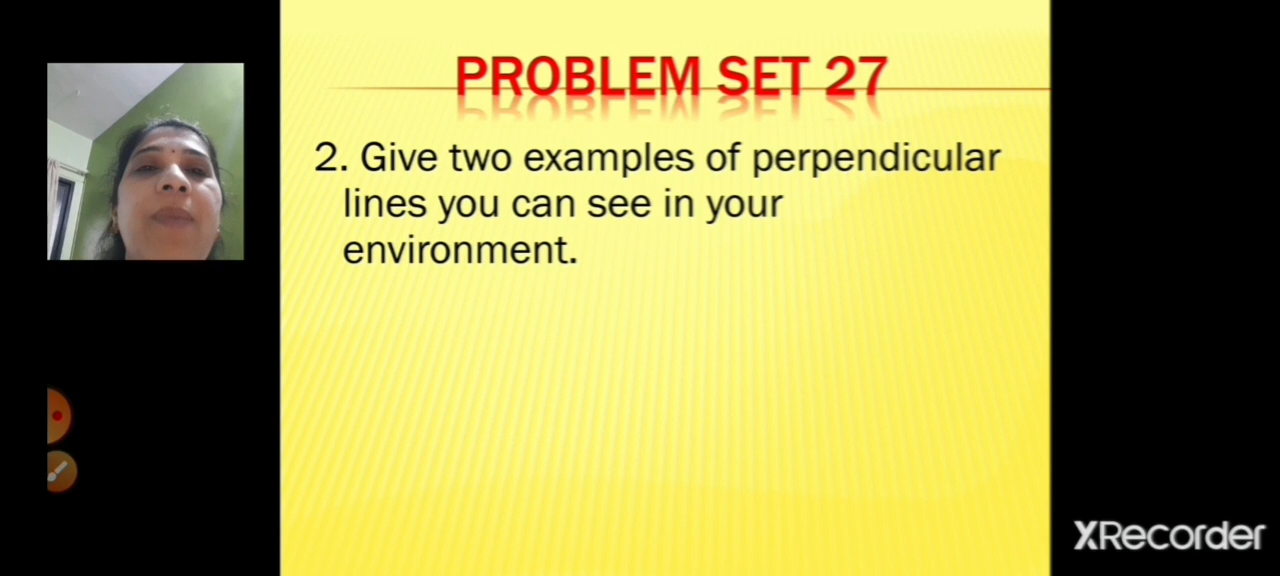 PROBLEM SET 27
2. Give two examples of perpendicular
lines you can see in your
environment.
XRecorder